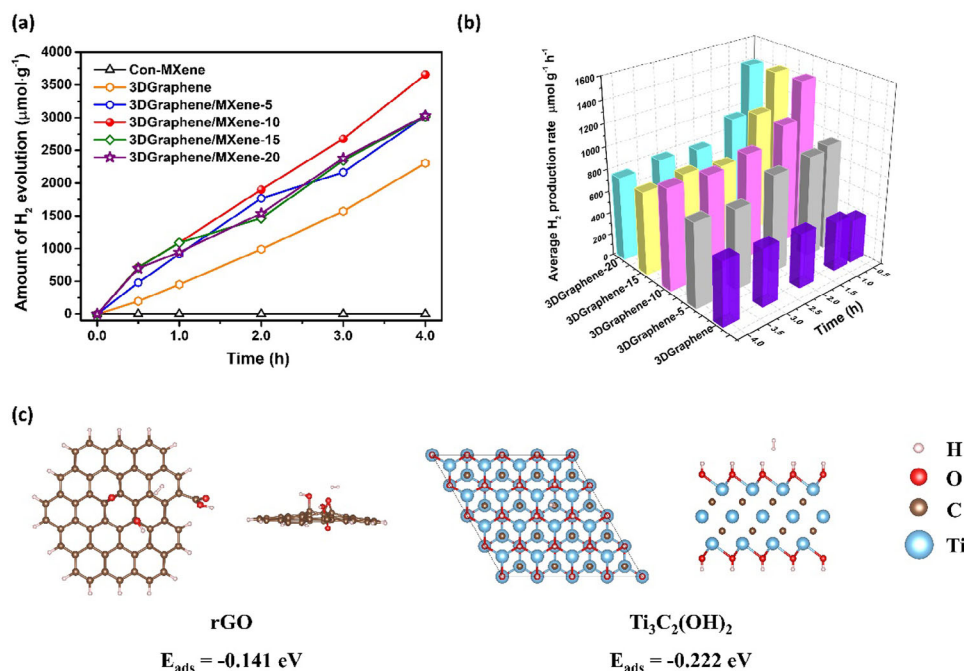 (a)
4000
3500
3000
2500
2000
1500
1000
500
0
Amount of H₂ evolution (μmol·g⁻¹)
Con-MXene
3DGraphene
3DGraphene/MXene-5
3DGraphene/MXene-10
3DGraphene/MXene-15
3DGraphene/MXene-20
0.0 1.0 2.0 3.0 4.0
Time (h)
(b)
1600
1400
1200
1000
800
600
400
200
0
Average H₂ production rate μmol g⁻¹ h⁻¹
3DGraphene-20
3DGraphene-15
3DGraphene-10
3DGraphene-5
3DGraphene
4.0 3.5 3.0 2.5 2.0 1.5 1.0 0.5
Time (h)
(c)
H
O
C
Ti
rGO Ti₃C₂(OH)₂
Eads = -0.141 eV Eads = -0.222 eV